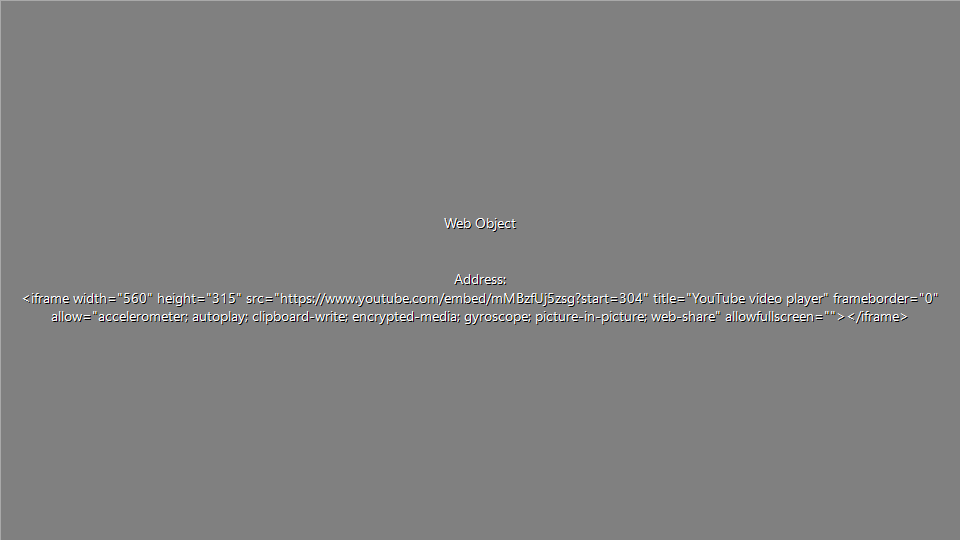 Web Object
Address:
<iframe width="560" height="315" src="https://www.youtube.com/embed/mMBzfUj5zsg?start=304" title="YouTube video player" frameborder="0"
allow="accelerometer; autoplay; clipboard-write; encrypted-media; gyroscope; picture-in-picture; web-share" allowfullscreen=""></iframe>